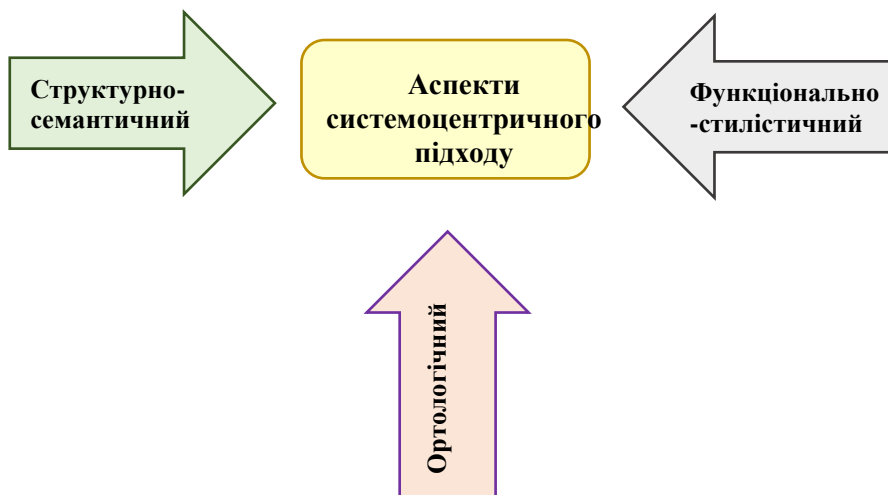 Структурно-
семантичний
Аспекти
системоцентричного
підходу
Функціонально
-стилістичний
Ортологічний